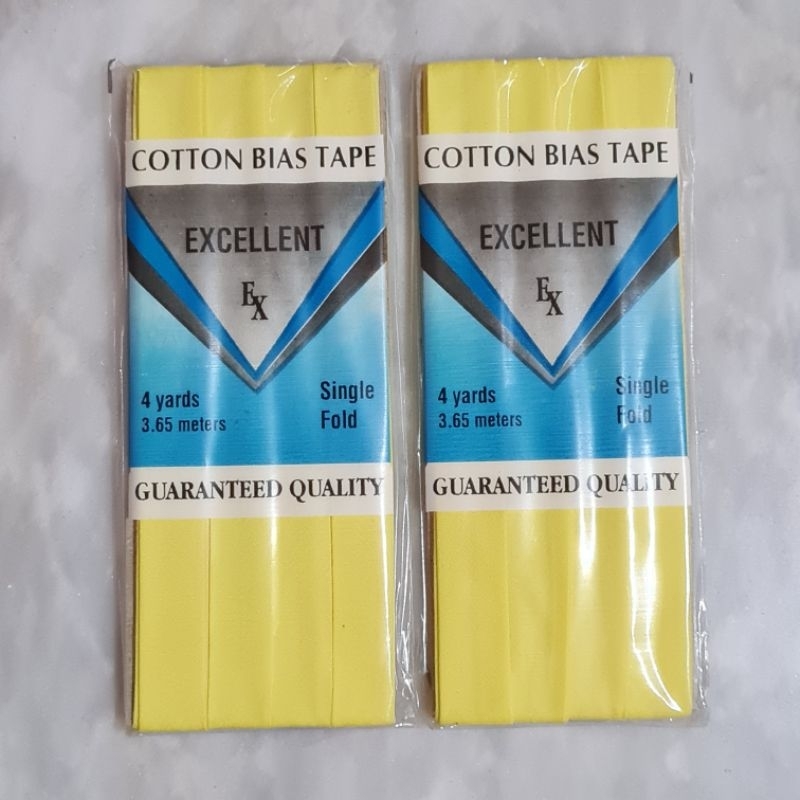 COTTON BIAS TAPE
EXCELLENT
EX
4 yards
3.65 meters
Single
Fold
GUARANTEED QUALITY
COTTON BIAS TAPE
EXCELLENT
EX
4 yards
3.65 meters
Single
Fold
GUARANTEED QUALITY